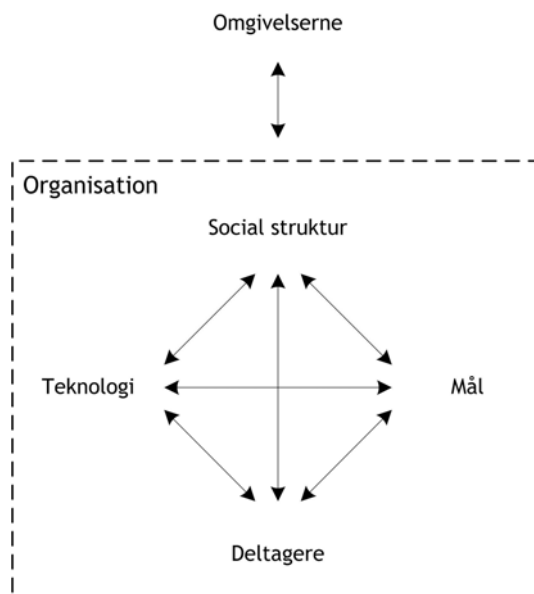 Omgivelserne
Organisation
Social struktur
Teknologi
Mål
Deltagere